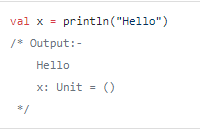 val x = println("Hello")
/* Output:-
    Hello
    x: Unit = ()
 */